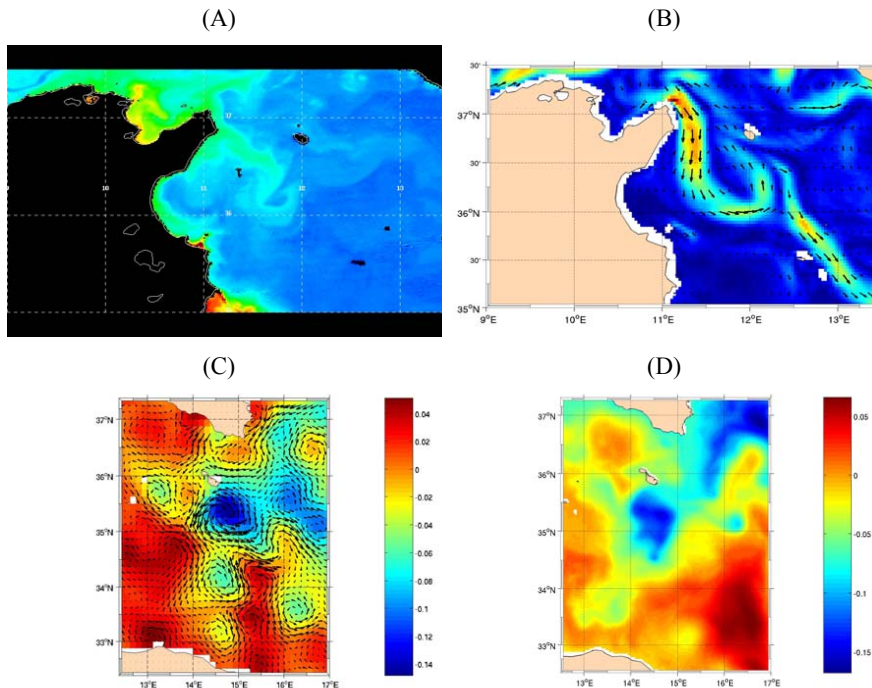 (A)
(B)
37
10
11
12
13
36
30'
37°N
30'
36°N
30'
35°N
9°E 10°E 11°E 12°E 13°E
(C)
(D)
37°N
36°N
35°N
34°N
33°N
13°E 14°E 15°E 16°E 17°E
0.04
0.02
0
-0.02
-0.04
-0.06
-0.08
-0.1
-0.12
-0.14
37°N
36°N
35°N
34°N
33°N
13°E 14°E 15°E 16°E 17°E
0.05
0
-0.05
-0.1
-0.15